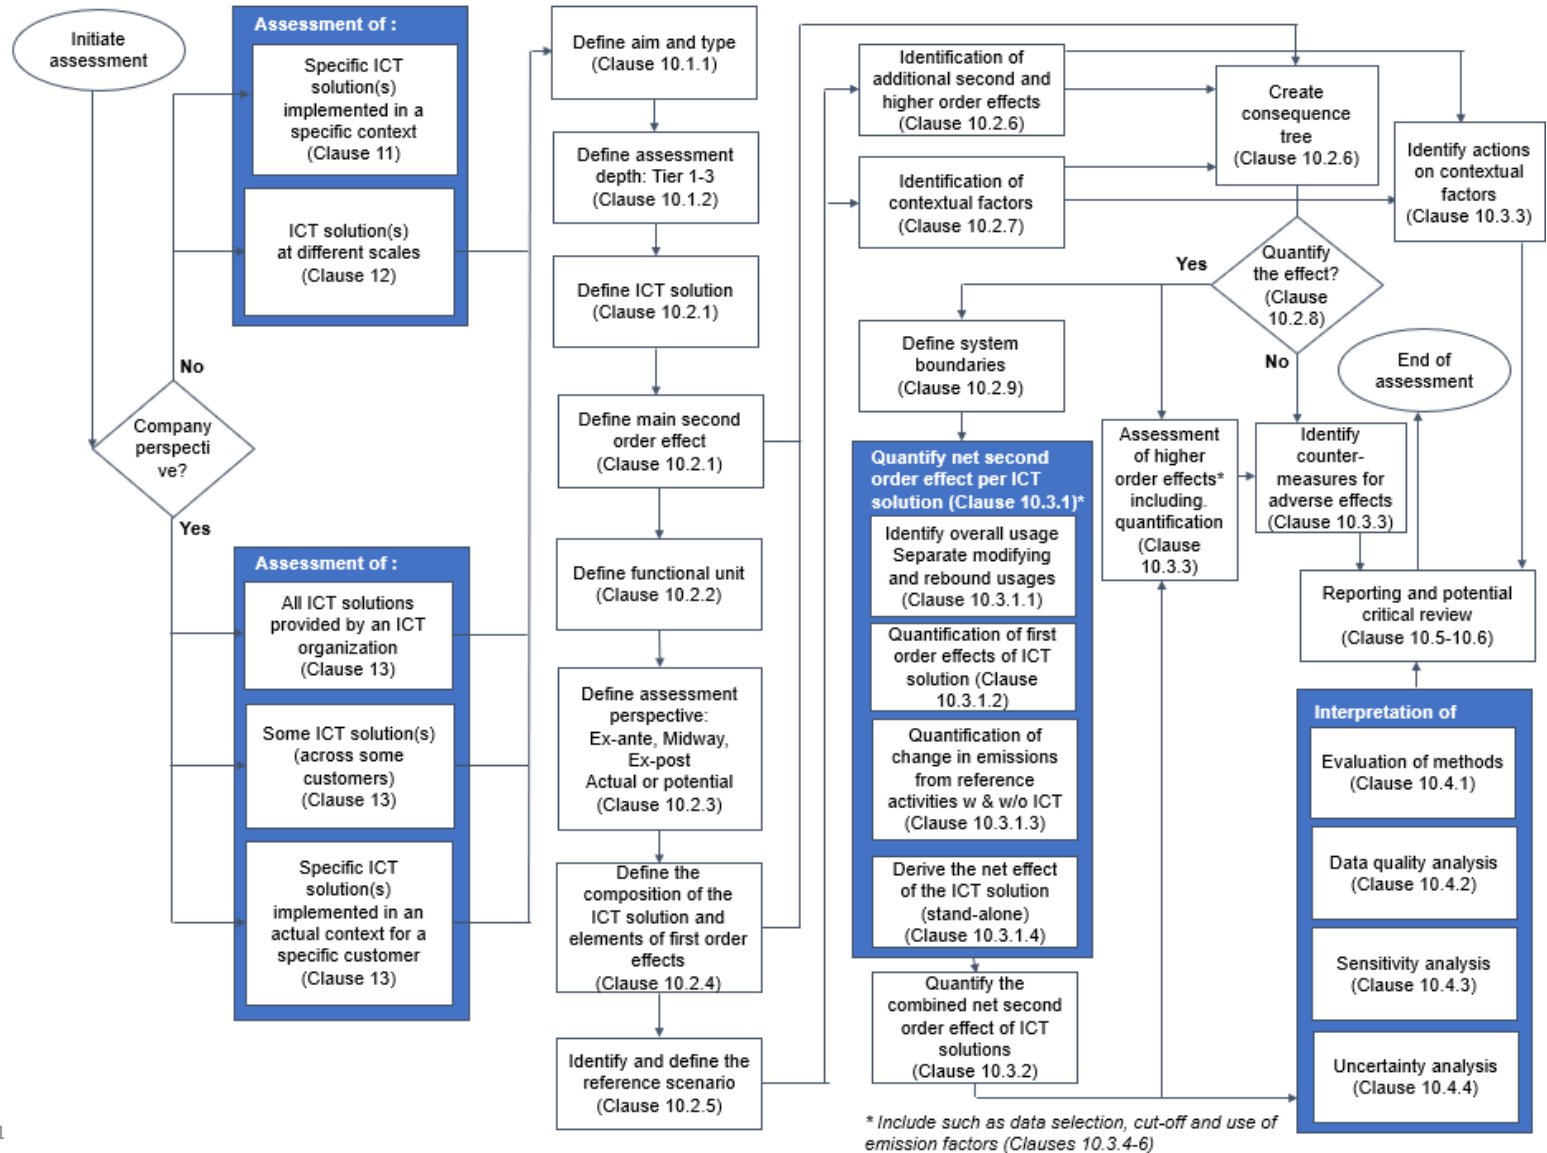 Initiate
assessment
Assessment of :
Specific ICT
solution(s)
implemented in a
specific context
(Clause 11)
ICT solution(s)
at different scales
(Clause 12)
No
Company
perspecti
ve?
Yes
Assessment of :
All ICT solutions
provided by an ICT
organization
(Clause 13)
Some ICT solution(s)
(across some
customers)
(Clause 13)
Specific ICT
solution(s)
implemented in an
actual context for a
specific customer
(Clause 13)
Define aim and type
(Clause 10.1.1)
Define assessment
depth: Tier 1-3
(Clause 10.1.2)
Define ICT solution
(Clause 10.2.1)
Define main second
order effect
(Clause 10.2.1)
Define functional unit
(Clause 10.2.2)
Define assessment
perspective:
Ex-ante, Midway,
Ex-post
Actual or potential
(Clause 10.2.3)
Define the
composition of the
ICT solution and
elements of first order
effects
(Clause 10.2.4)
Identify and define the
reference scenario
(Clause 10.2.5)
Identification of
additional second and
higher order effects
(Clause 10.2.6)
Identification of
contextual factors
(Clause 10.2.7)
Create
consequence
tree
(Clause 10.2.6)
Identify actions
on contextual
factors
(Clause 10.3.3)
Quantify
the effect?
(Clause
10.2.8)
Yes
No
Define system
boundaries
(Clause 10.2.9)
Quantify net second
order effect per ICT
solution (Clause 10.3.1)*
Identify overall usage
Separate modifying
and rebound usages
(Clause 10.3.1.1)
Quantification of first
order effects of ICT
solution (Clause
10.3.1.2)
Quantification of
change in emissions
from reference
activities w & w/o ICT
(Clause 10.3.1.3)
Derive the net effect
of the ICT solution
(stand-alone)
(Clause 10.3.1.4)
Quantify the
combined net second
order effect of ICT
solutions
(Clause 10.3.2)
Assessment
of higher
order effects*
including.
quantification
(Clause
10.3.3)
Identify
counter-
measures for
adverse effects
(Clause 10.3.3)
End of
assessment
Reporting and potential
critical review
(Clause 10.5-10.6)
Interpretation of
Evaluation of methods
(Clause 10.4.1)
Data quality analysis
(Clause 10.4.2)
Sensitivity analysis
(Clause 10.4.3)
Uncertainty analysis
(Clause 10.4.4)
* Include such as data selection, cut-off and use of
emission factors (Clauses 10.3.4-6)